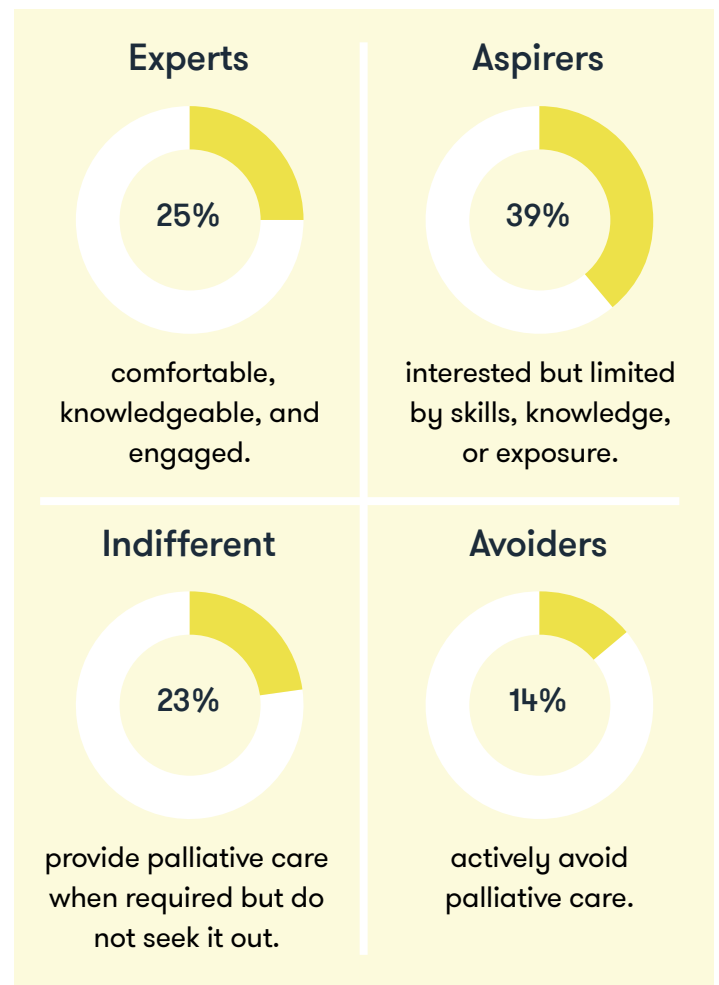 Experts
25%
comfortable,
knowledgeable, and
engaged.
Aspirers
39%
interested but limited
by skills, knowledge,
or exposure.
Indifferent
23%
provide palliative care
when required but do
not seek it out.
Avoiders
14%
actively avoid
palliative care.